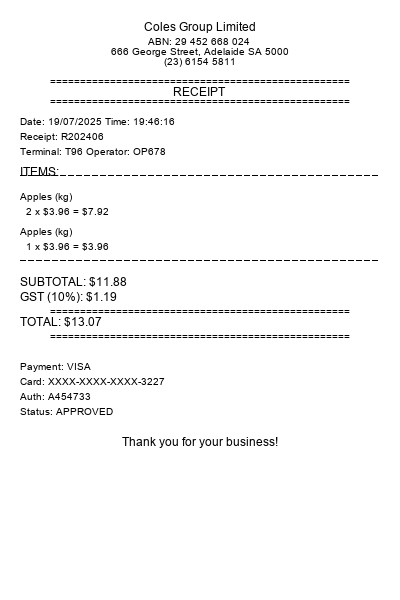 Coles Group Limited
ABN: 29 452 668 024
666 George Street, Adelaide SA 5000
(23) 6154 5811
==================================================
RECEIPT
==================================================
Date: 19/07/2025 Time: 19:46:16
Receipt: R202406
Terminal: T96 Operator: OP678
ITEMS:
Apples (kg)
2 x $3.96 = $7.92
Apples (kg)
1 x $3.96 = $3.96
SUBTOTAL: $11.88
GST (10%): $1.19
==================================================
TOTAL: $13.07
==================================================
Payment: VISA
Card: XXXX-XXXX-XXXX-3227
Auth: A454733
Status: APPROVED
Thank you for your business!